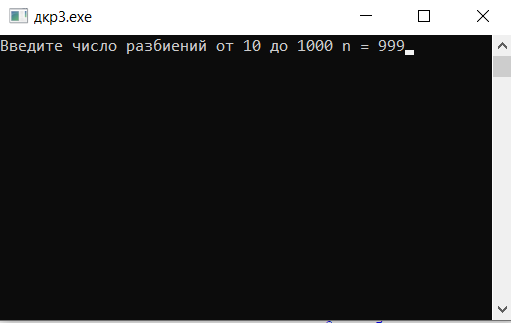 дкр3.exe
Введите число разбиений от 10 до 1000 n = 999